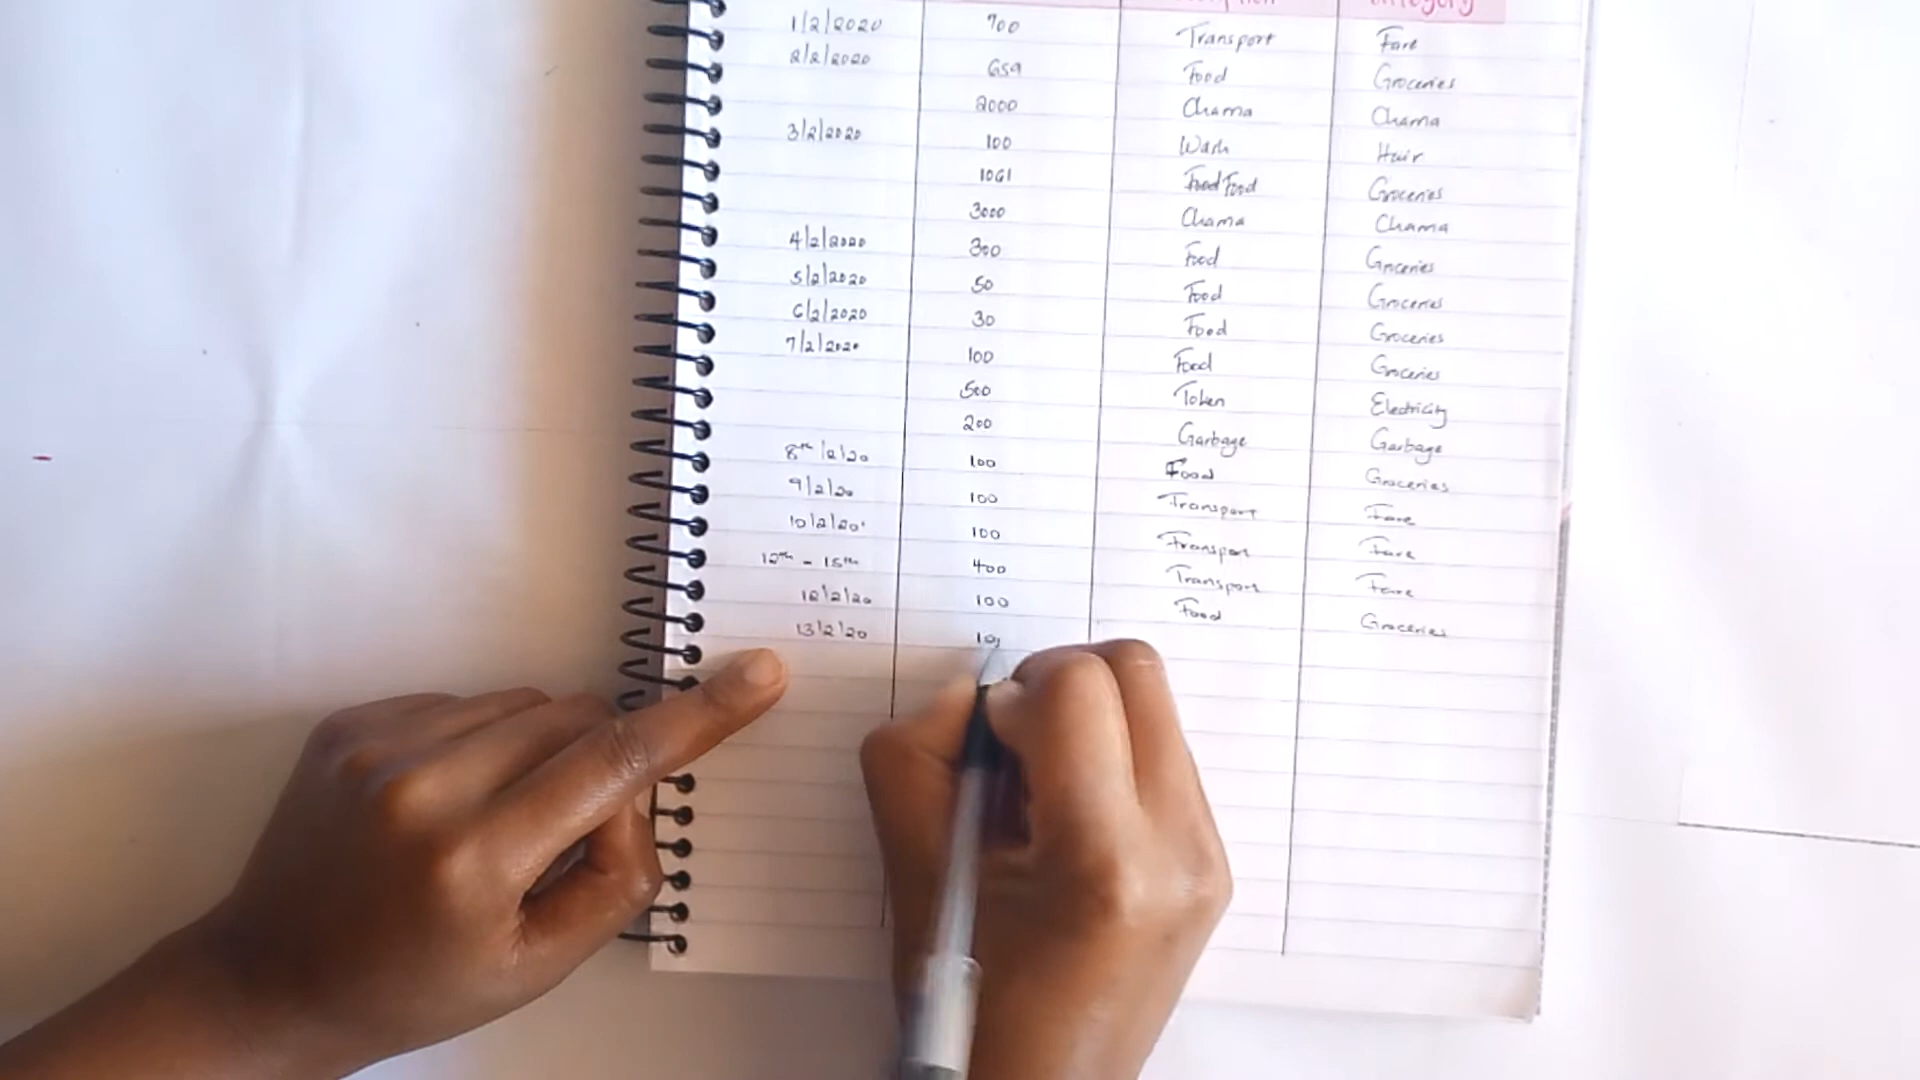 1/2/2020 700 Transport Fare
2/2/2020 659 Food Groceries
2000 Chama Chama
3/2/2020 100 Wash Hair
1061 Food Food Groceries
3000 Chama Chama
4/2/2020 300 Food Groceries
5/2/2020 50 Food Groceries
6/2/2020 30 Food Groceries
7/2/2020 100 Food Groceries
500 Token Electricity
200 Garbage Garbage
8th/2/20 100 Food Groceries
9/2/20 100 Transport Fare
10/2/20 100 Transport Fare
12th - 15th 400 Transport Fare
12/2/20 100 Food Groceries
13/2/20